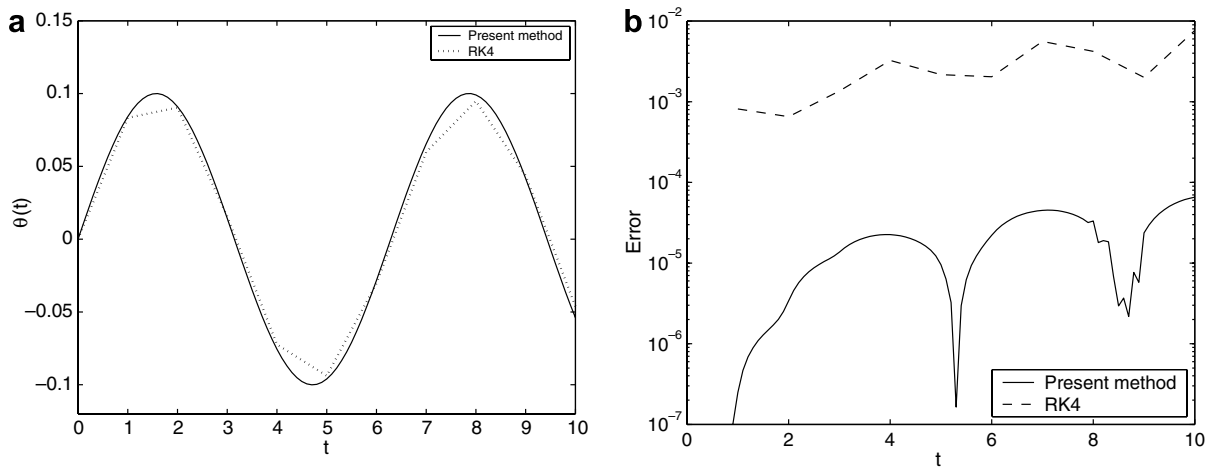 a
0.15
0.1
0.05
0
−0.05
−0.1
θ(t)
0 1 2 3 4 5 6 7 8 9 10
t
Present method
RK4
b
10−2
10−3
10−4
10−5
10−6
10−7
Error
0 2 4 6 8 10
t
Present method
RK4